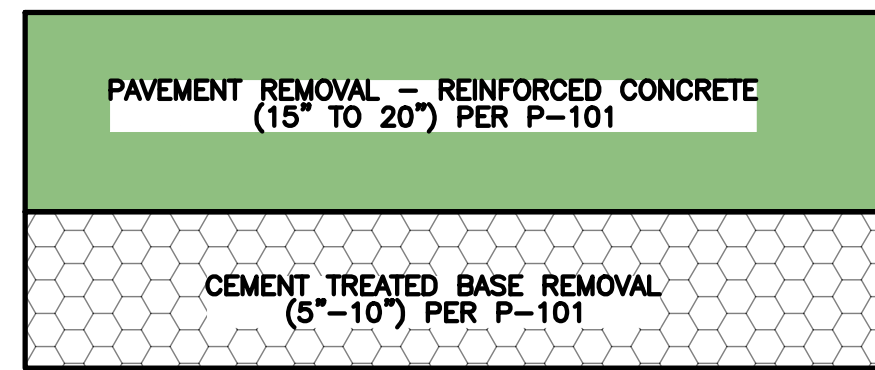 PAVEMENT REMOVAL – REINFORCED CONCRETE
(15" TO 20") PER P–101
CEMENT TREATED BASE REMOVAL
(5"–10") PER P–101